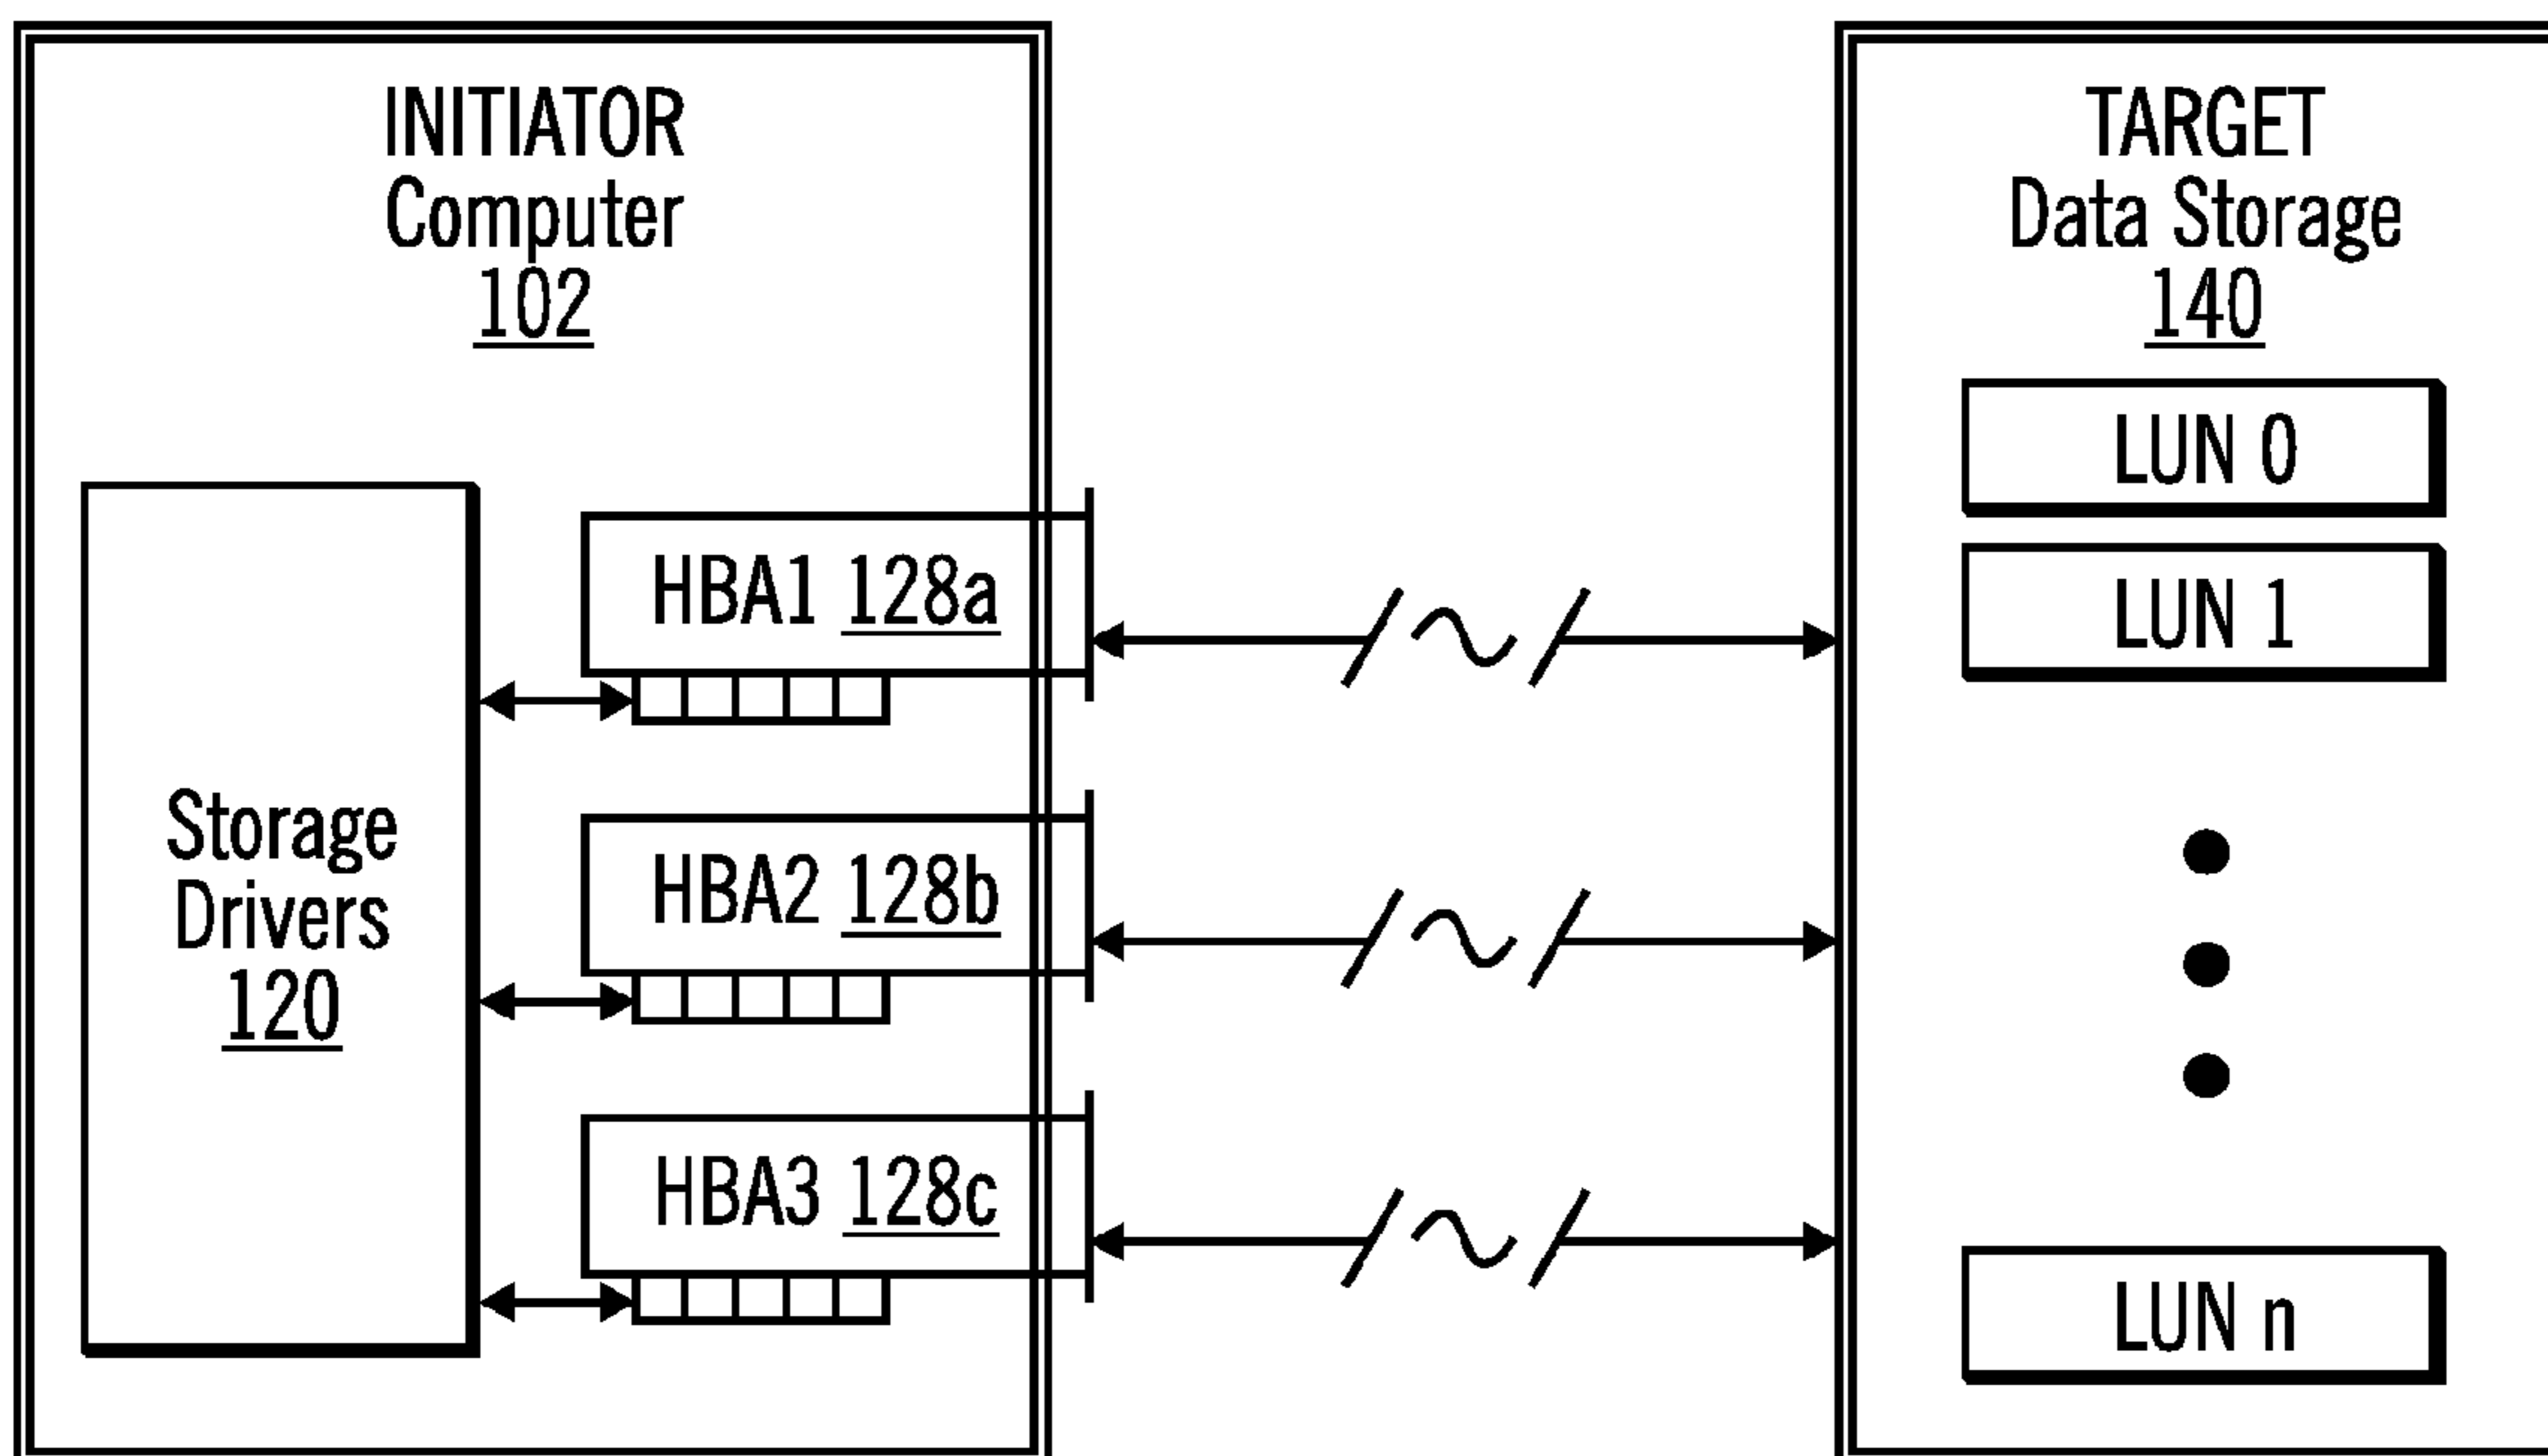 INITIATOR
Computer
102
Storage
Drivers
120
HBA1 128a
HBA2 128b
HBA3 128c
TARGET
Data Storage
140
LUN 0
LUN 1
LUN n